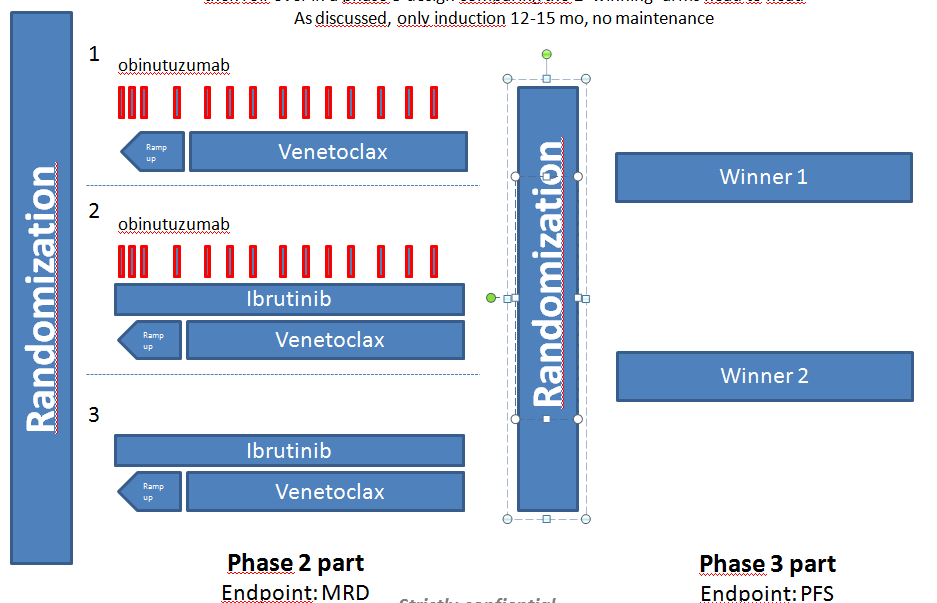 As discussed, only induction 12-15 mo, no maintenance
Randomization
1
obinutuzumab
Ramp
up
Venetoclax
2
obinutuzumab
Ibrutinib
Ramp
up
Venetoclax
3
Ibrutinib
Ramp
up
Venetoclax
Randomization
Winner 1
Winner 2
Phase 2 part
Endpoint: MRD
Phase 3 part
Endpoint: PFS
Strictly confiential